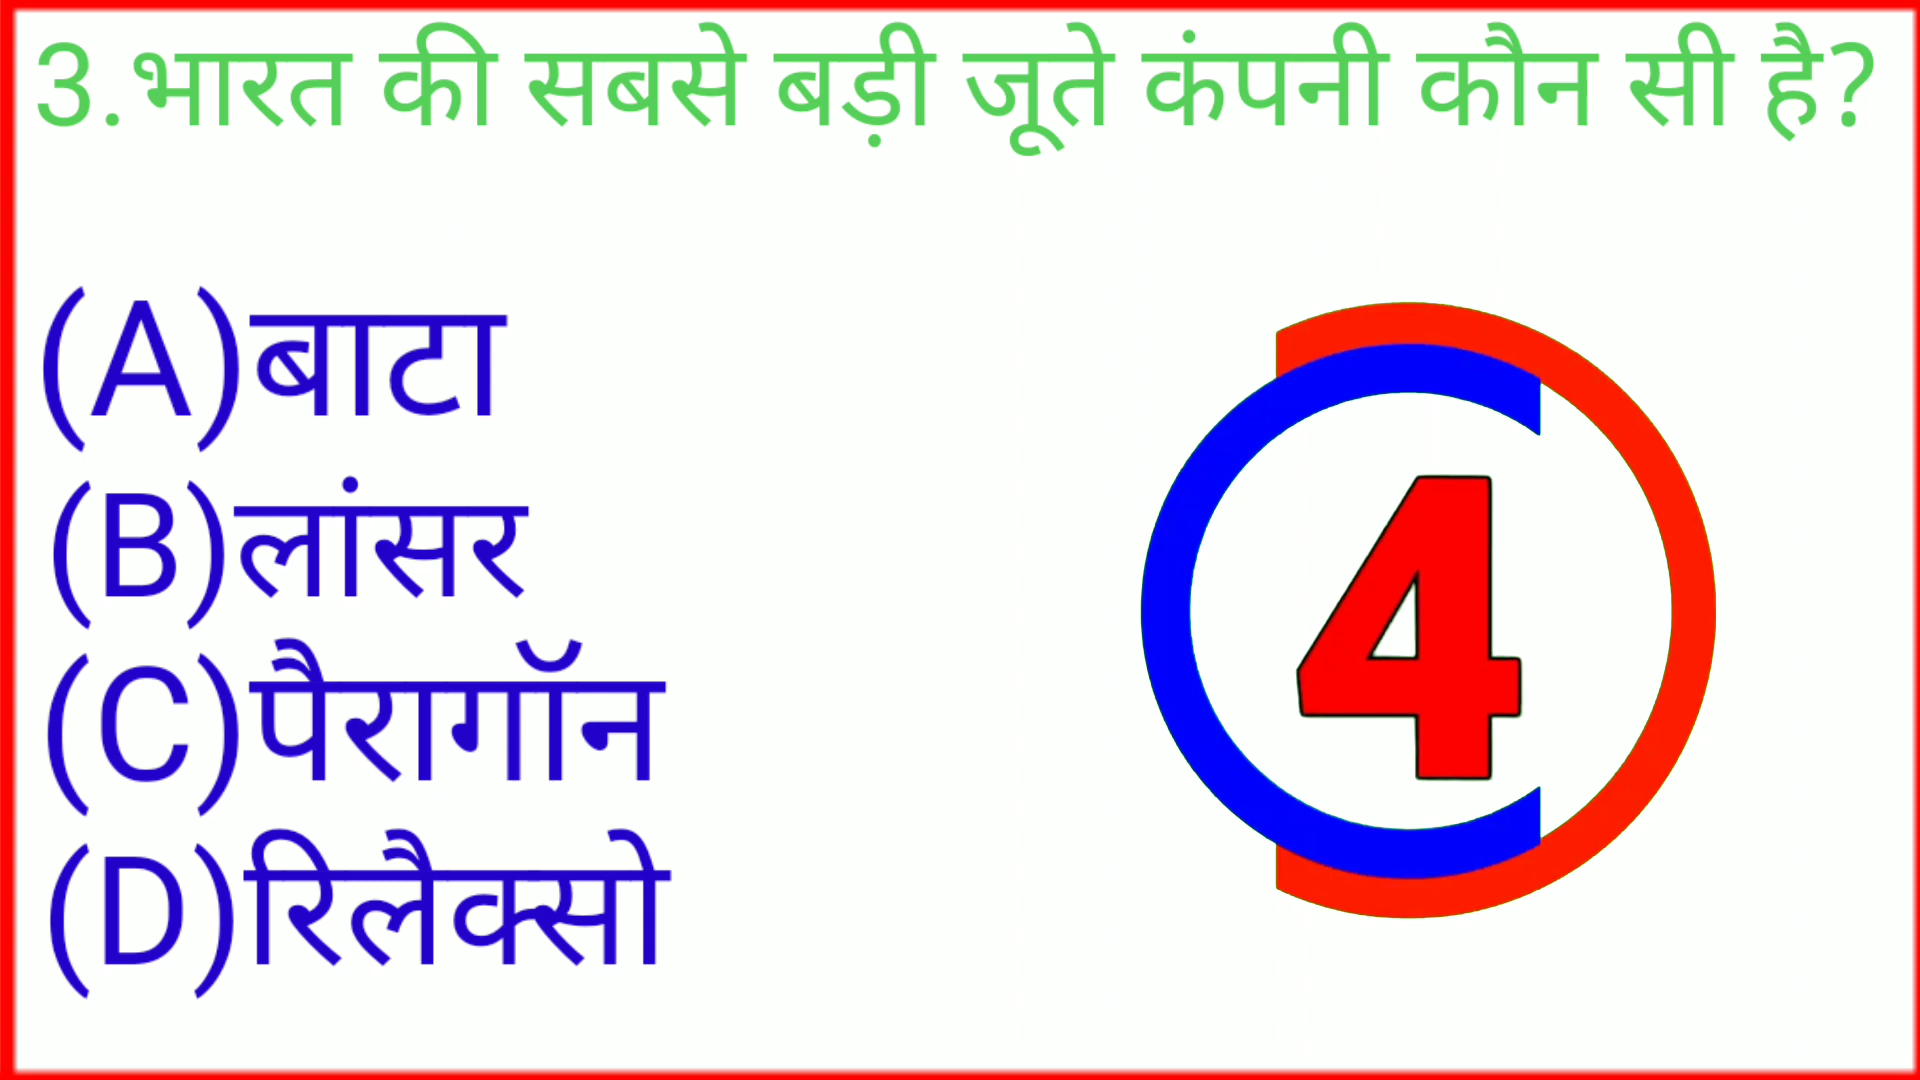 3.भारत की सबसे बड़ी जूते कंपनी कौन सी है?
(A)बाटा
(B)लांसर
(C)पैरागॉन
(D)रिलैक्सो
4